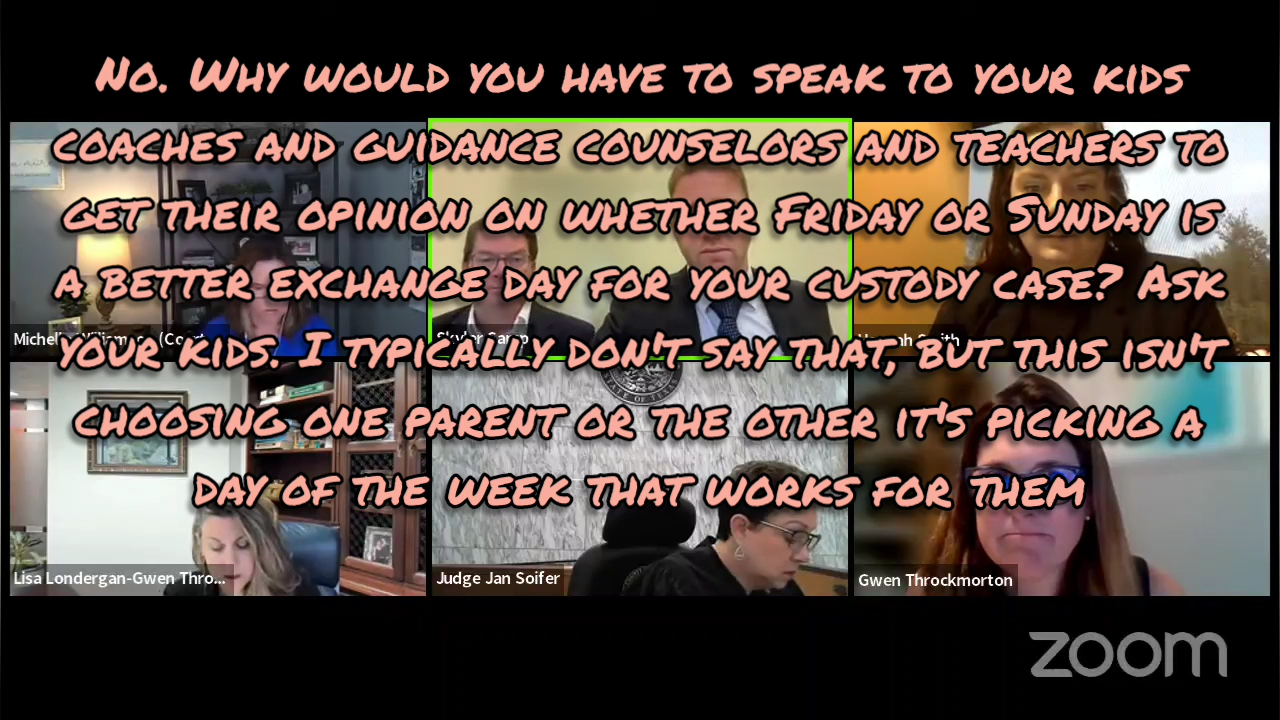 No. Why would you have to speak to your kids
coaches and guidance counselors and teachers to
get their opinion on whether Friday or Sunday is
a better exchange day for your custody case? Ask
your kids. I typically don't say that, but this isn't
choosing one parent or the other it's picking a
day of the week that works for them
Lisa Londergan-Gwen Thro...
Judge Jan Soifer
Gwen Throckmorton
zoom